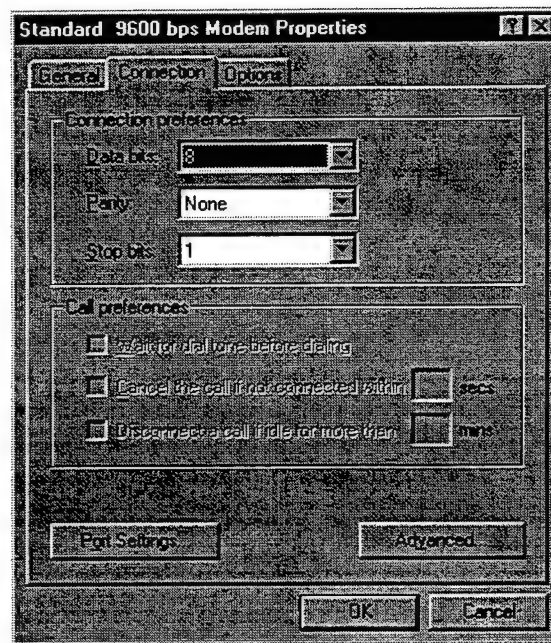 Standard 9600 bps Modem Properties
General Connection Options
Connection preferences
Data bits: 8
Parity: None
Stop bits: 1
Call preferences
Wait for dial tone before dialing
Cancel the call if not connected within secs
Disconnect a call if idle for more than mins
Port Settings... Advanced...
OK Cancel